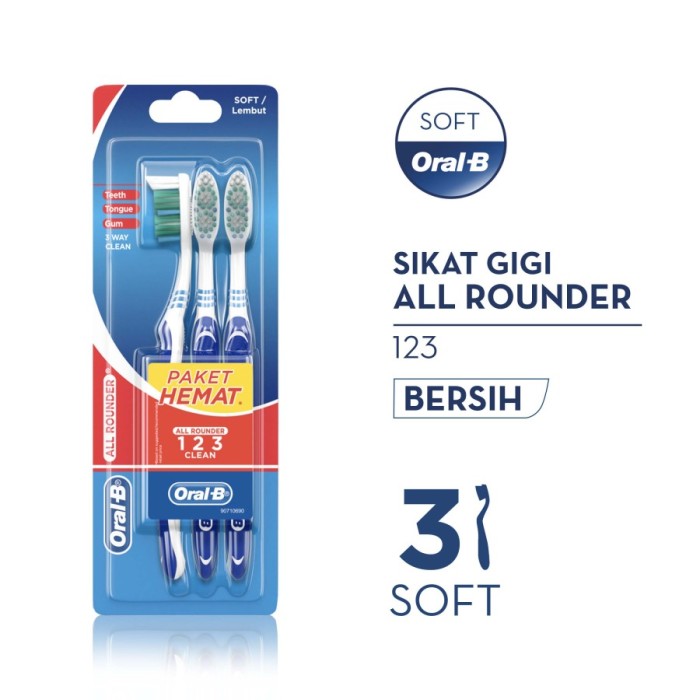 SOFT /
Lembut
Teeth
Tongue
Gum
3 WAY
CLEAN
ALL ROUNDER
Oral-B
PAKET
HEMAT
ALL ROUNDER
1 2 3
CLEAN
Oral-B
90710690
SOFT
Oral-B
SIKAT GIGI
ALL ROUNDER
123
BERSIH
3
SOFT